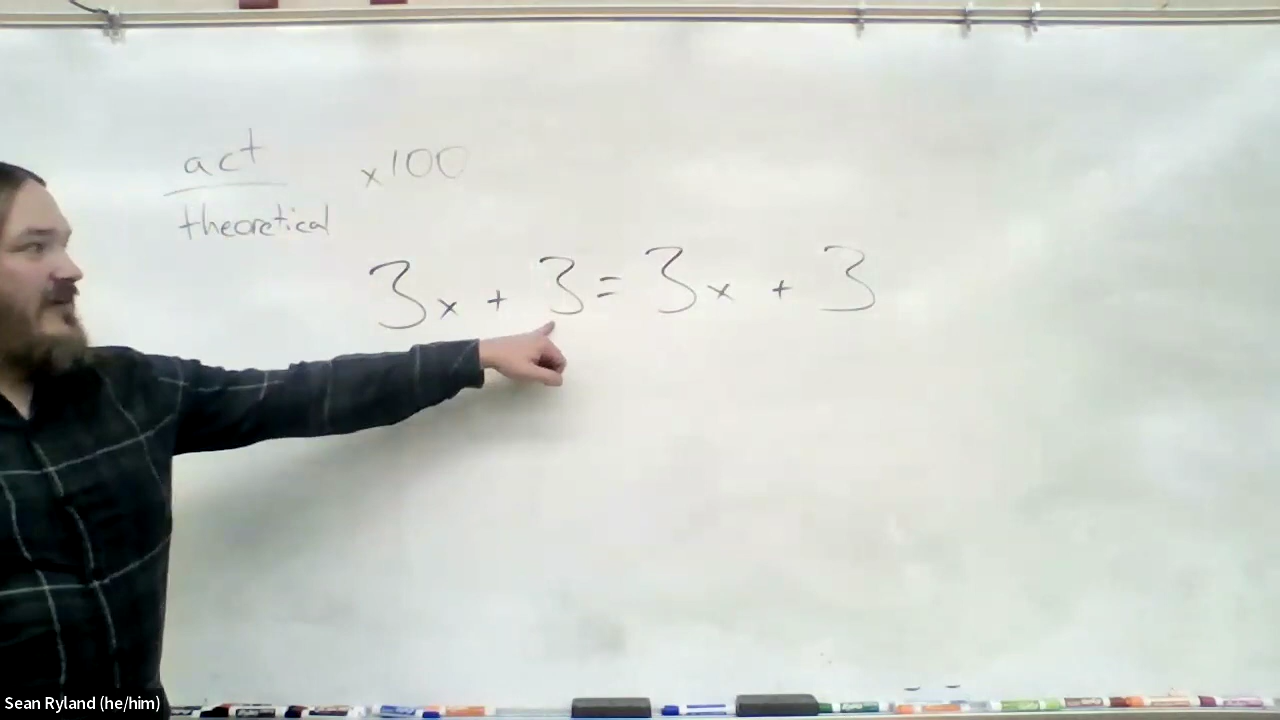 act
theoretical
x100
3x + 3 = 3x + 3
Sean Ryland (he/him)